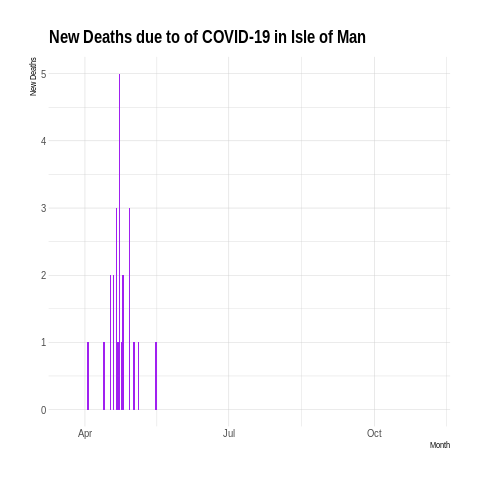 New Deaths due to of COVID-19 in Isle of Man
New Deaths
5
4
3
2
1
0
Apr
Jul
Oct
Month